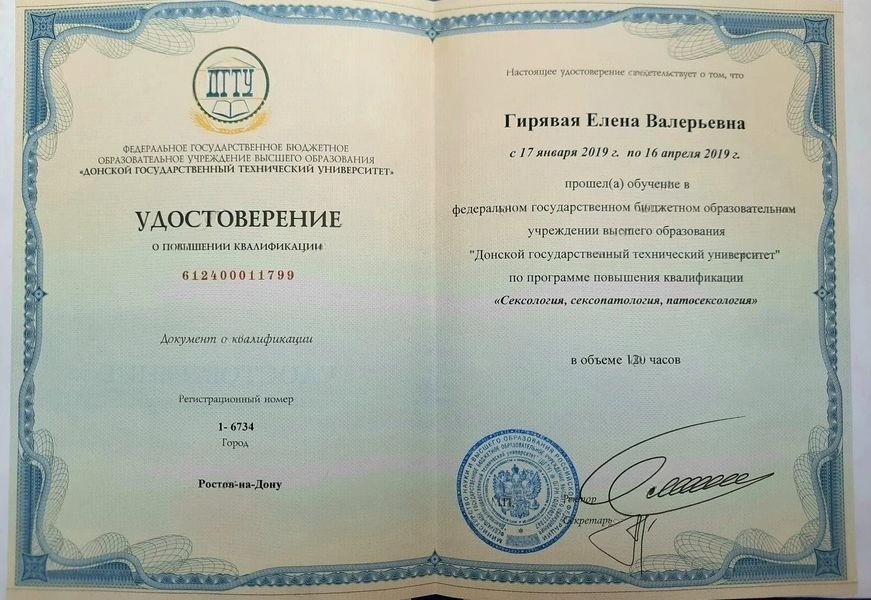 ДГТУ
ФЕДЕРАЛЬНОЕ ГОСУДАРСТВЕННОЕ БЮДЖЕТНОЕ
ОБРАЗОВАТЕЛЬНОЕ УЧРЕЖДЕНИЕ ВЫСШЕГО ОБРАЗОВАНИЯ
«ДОНСКОЙ ГОСУДАРСТВЕННЫЙ ТЕХНИЧЕСКИЙ УНИВЕРСИТЕТ»
УДОСТОВЕРЕНИЕ
О ПОВЫШЕНИИ КВАЛИФИКАЦИИ
612400011799
Документ о квалификации
Регистрационный номер
1- 6734
Город
Ростов-на-Дону
Настоящее удостоверение свидетельствует о том, что
Гирявая Елена Валерьевна
с 17 января 2019 г. по 16 апреля 2019 г.
прошел(а) обучение в
федеральном государственном бюджетном образовательном
учреждении высшего образования
"Донской государственный технический университет"
по программе повышения квалификации
«Сексология, сексопатология, патосексология»
в объеме часов
М.П.
Ректор
Секретарь